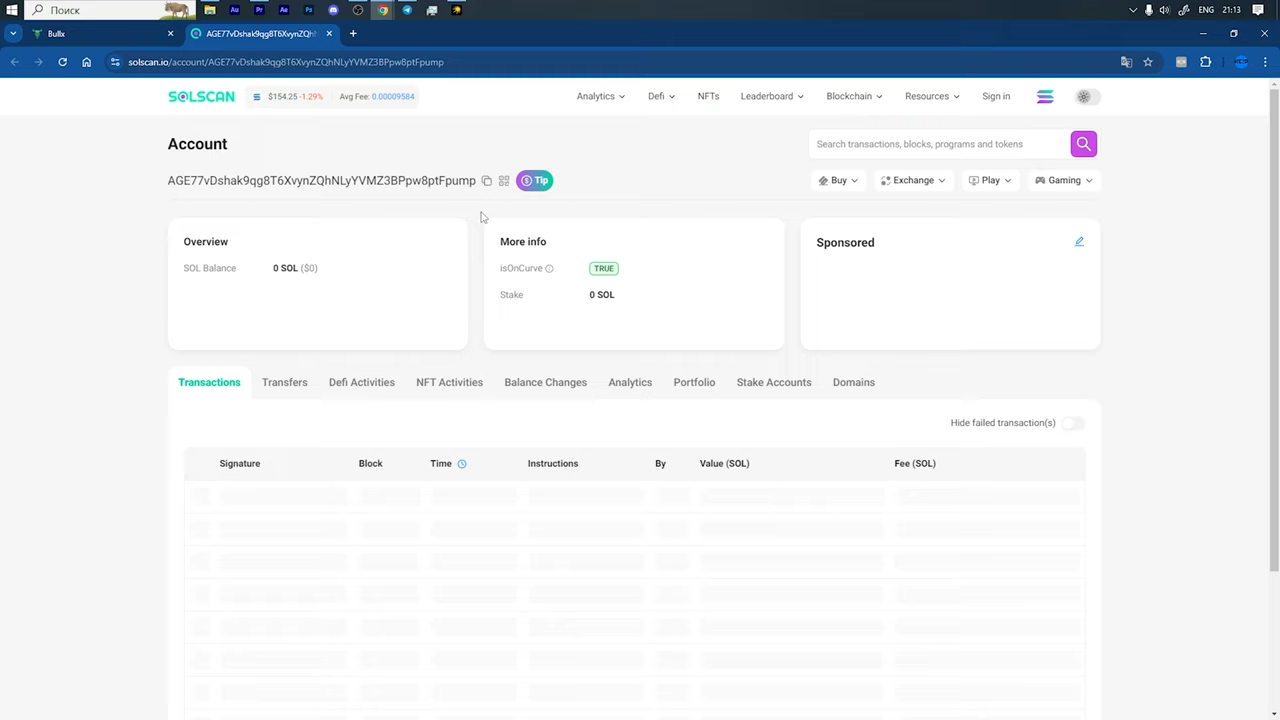 Поиск
Au
Pr
Ae
Ps
ENG
21:13
Bullx
AGE77vDshak9qg8T6XvynZQhN
solscan.io/account/AGE77vDshak9qg8T6XvynZQhNLyYVMZ3BPpw8ptFpump
SOLSCAN
$154.25 -1.29%
Avg Fee: 0.00009584
Analytics
Defi
NFTs
Leaderboard
Blockchain
Resources
Sign in
Account
Search transactions, blocks, programs and tokens
AGE77vDshak9qg8T6XvynZQhNLyYVMZ3BPpw8ptFpump
Tip
Buy
Exchange
Play
Gaming
Overview
SOL Balance 0 SOL ($0)
More info
isOnCurve TRUE
Stake 0 SOL
Sponsored
Transactions
Transfers
Defi Activities
NFT Activities
Balance Changes
Analytics
Portfolio
Stake Accounts
Domains
Hide failed transaction(s)
Signature
Block
Time
Instructions
By
Value (SOL)
Fee (SOL)